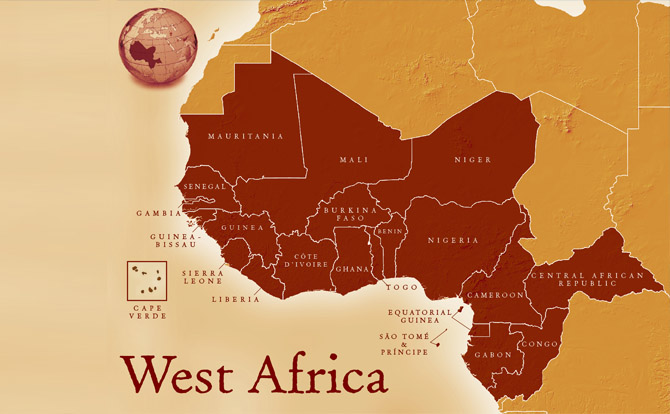 MAURITANIA
MALI
NIGER
SENEGAL
GAMBIA
GUINEA-
BISSAU
GUINEA
BURKINA
FASO
BENIN
NIGERIA
CÔTE
D'IVOIRE
GHANA
SIERRA
LEONE
LIBERIA
TOGO
CAPE
VERDE
CENTRAL AFRICAN
REPUBLIC
CAMEROON
EQUATORIAL
GUINEA
SÃO TOMÉ
&
PRÍNCIPE
GABON
CONGO
West Africa